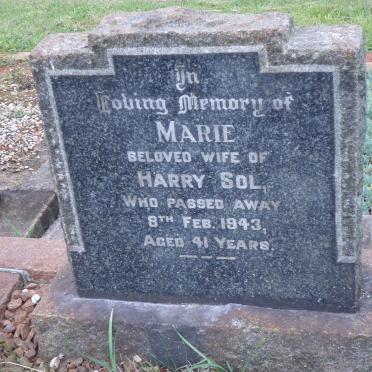 In
Loving Memory of
MARIE
BELOVED WIFE OF
HARRY SOL,
WHO PASSED AWAY
8TH FEB. 1943,
AGED 41 YEARS.